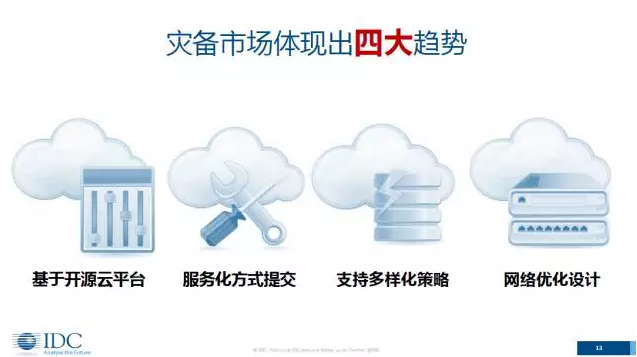 灾备市场体现出四大趋势
基于开源云平台
服务化方式提交
支持多样化策略
网络优化设计
IDC
Analyze the Future
13